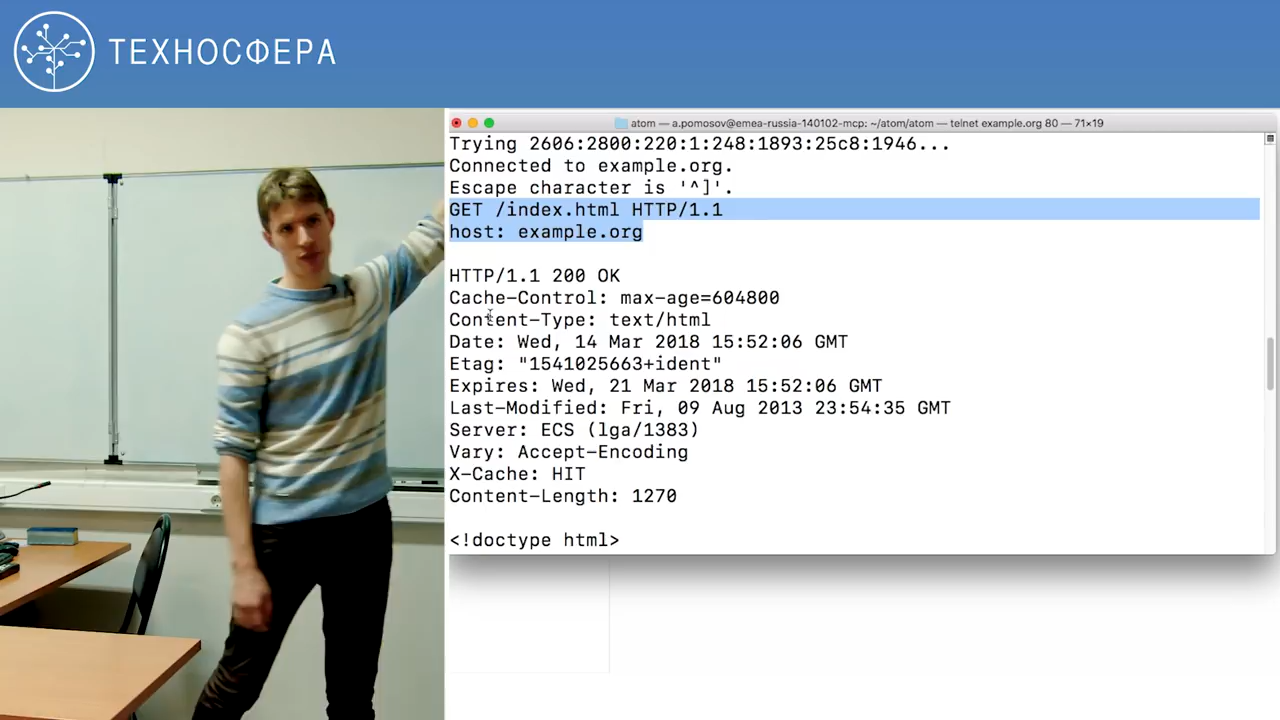 ТЕХНОСФЕРА
atom — a.pomosov@emea-russia-140102-mcp: ~/atom/atom — telnet example.org 80 — 71×19
Trying 2606:2800:220:1:248:1893:25c8:1946...
Connected to example.org.
Escape character is '^]'.
GET /index.html HTTP/1.1
host: example.org
HTTP/1.1 200 OK
Cache-Control: max-age=604800
Content-Type: text/html
Date: Wed, 14 Mar 2018 15:52:06 GMT
Etag: "1541025663+ident"
Expires: Wed, 21 Mar 2018 15:52:06 GMT
Last-Modified: Fri, 09 Aug 2013 23:54:35 GMT
Server: ECS (lga/1383)
Vary: Accept-Encoding
X-Cache: HIT
Content-Length: 1270
<!doctype html>